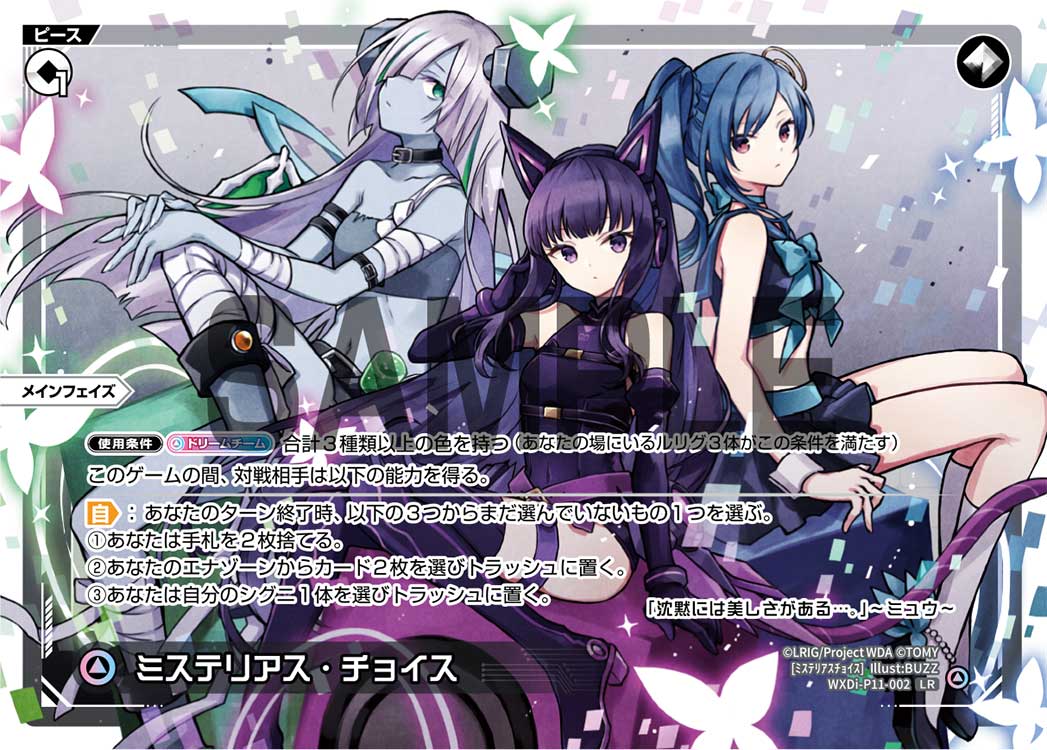 ピース
1
メインフェイズ
使用条件 ドリームチーム 合計3種類以上の色を持つ(あなたの場にいるルリグ3体がこの条件を満たす)
このゲームの間、対戦相手は以下の能力を得る。
自：あなたのターン終了時、以下の3つからまだ選んでいないもの1つを選ぶ。
①あなたは手札を2枚捨てる。
②あなたのエナゾーンからカード2枚を選びトラッシュに置く。
③あなたは自分のシグニ1体を選びトラッシュに置く。
「沈黙には美しさがある…。」～ミュウ～
SAMPLE
ミステリアス・チョイス
©LRIG/Project WDA ©TOMY
[ミステリアスチョイス] Illust:BUZZ
WXDi-P11-002 LR